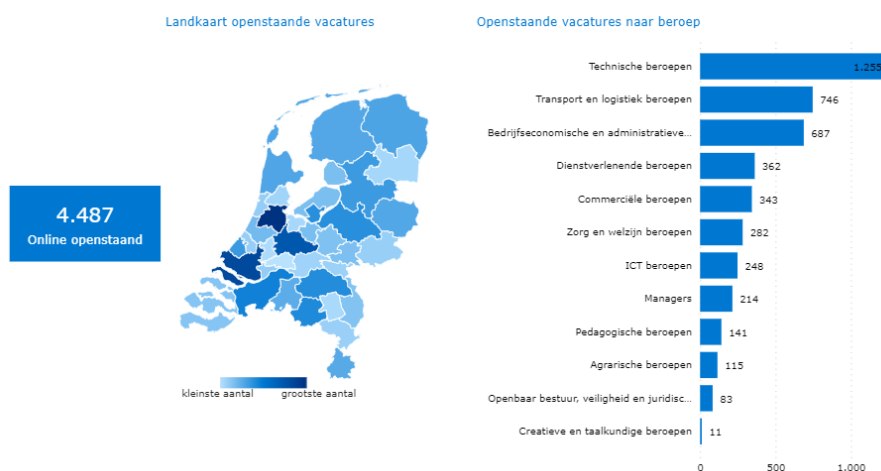 Landkaart openstaande vacatures
4.487
Online openstaand
kleinste aantal grootste aantal
Openstaande vacatures naar beroep
Technische beroepen 1.255
Transport en logistiek beroepen 746
Bedrijfseconomische en administratieve... 687
Dienstverlenende beroepen 362
Commerciële beroepen 343
Zorg en welzijn beroepen 282
ICT beroepen 248
Managers 214
Pedagogische beroepen 141
Agrarische beroepen 115
Openbaar bestuur, veiligheid en juridisc... 83
Creatieve en taalkundige beroepen 11
0 500 1.000